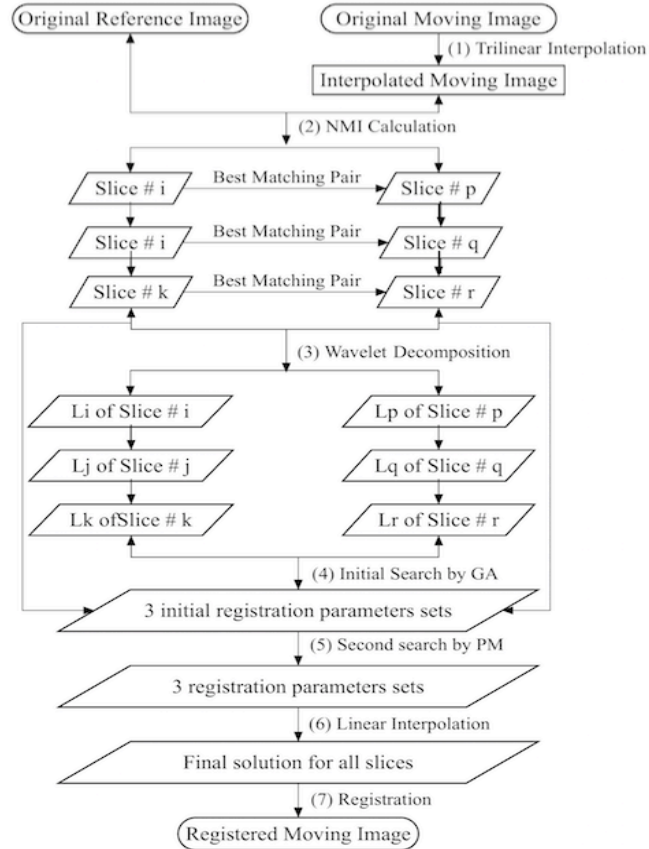 Original Reference Image
Original Moving Image
(1) Trilinear Interpolation
Interpolated Moving Image
(2) NMI Calculation
Slice # i
Best Matching Pair
Slice # p
Slice # i
Best Matching Pair
Slice # q
Slice # k
Best Matching Pair
Slice # r
(3) Wavelet Decomposition
Li of Slice # i
Lp of Slice # p
Lj of Slice # j
Lq of Slice # q
Lk ofSlice # k
Lr of Slice # r
(4) Initial Search by GA
3 initial registration parameters sets
(5) Second search by PM
3 registration parameters sets
(6) Linear Interpolation
Final solution for all slices
(7) Registration
Registered Moving Image